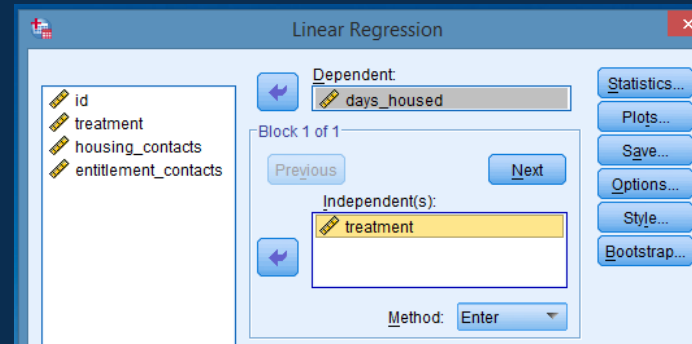 Linear Regression
id
treatment
housing_contacts
entitlement_contacts
Dependent:
days_housed
Block 1 of 1
Previous
Next
Independent(s):
treatment
Method:
Enter
Statistics...
Plots...
Save...
Options...
Style...
Bootstrap...